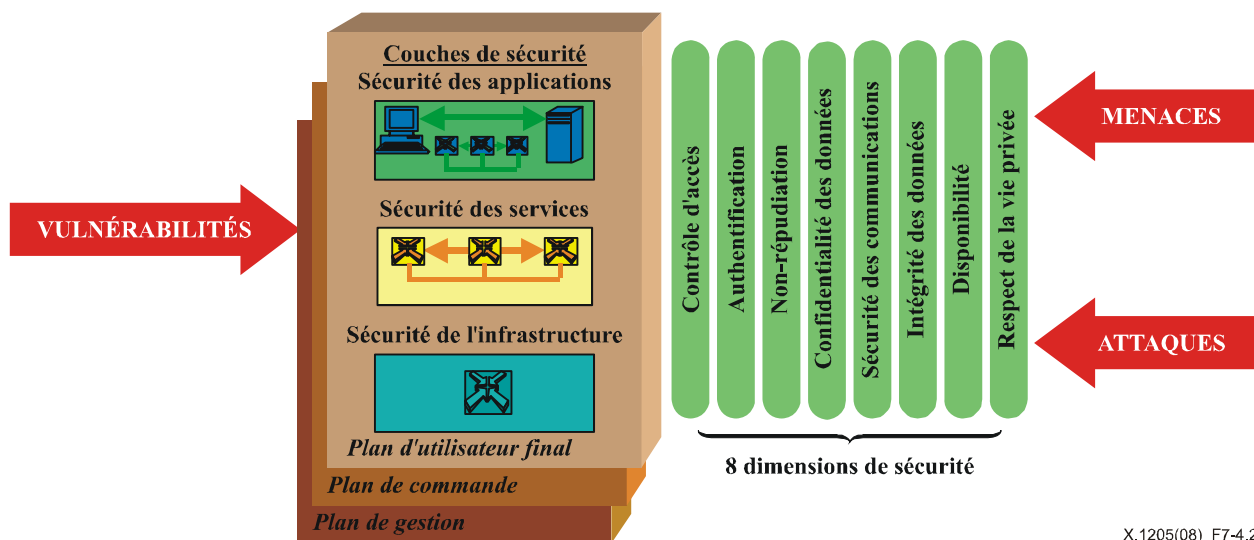 Couches de sécurité
Sécurité des applications
Sécurité des services
Sécurité de l'infrastructure
Plan d'utilisateur final
Plan de commande
Plan de gestion
VULNÉRABILITÉS
Contrôle d'accès
Authentification
Non-répudiation
Confidentialité des données
Sécurité des communications
Intégrité des données
Disponibilité
Respect de la vie privée
8 dimensions de sécurité
MENACES
ATTAQUES
X.1205(08)_F7-4.2